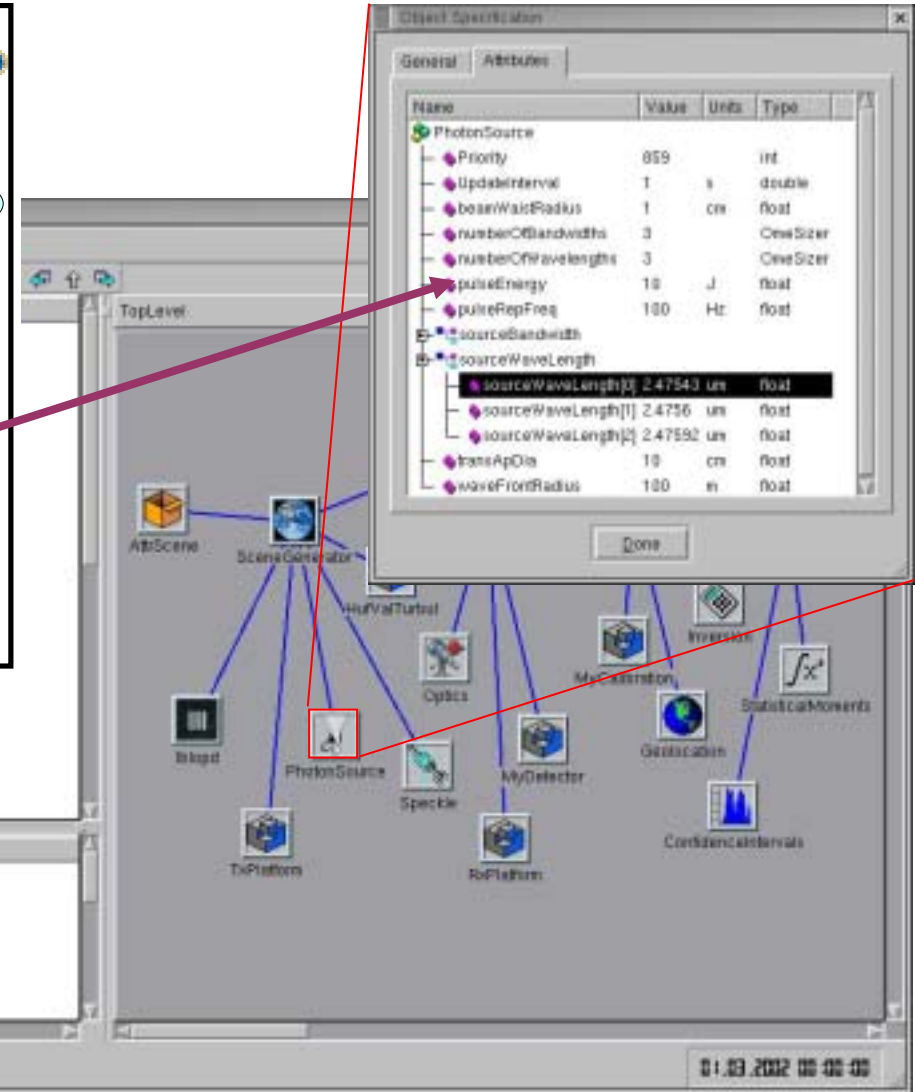 Object Specification
General Attributes
Name Value Units Type
PhotonSource
Priority 859 int
UpdateInterval 1 s double
beamWaistRadius 1 cm float
numberOfBandwidths 3 OmeSizer
numberOfWavelengths 3 OmeSizer
pulseEnergy 10 J float
pulseRepFreq 100 Hz float
sourceBandwidth
sourceWaveLength
sourceWaveLength[0] 2.47543 um float
sourceWaveLength[1] 2.4756 um float
sourceWaveLength[2] 2.47592 um float
transApDia 10 cm float
waveFrontRadius 100 m float
Done
TopLevel
AttrScene
SceneGenerator
HufValTurbul
Inversion
Optics
MyCalibration
StatisticalMoments
Geolocation
PhotonSource
MyDetector
Speckle
ConfidenceIntervals
TxPlatform
RxPlatform
01.03.2002 00:00:00